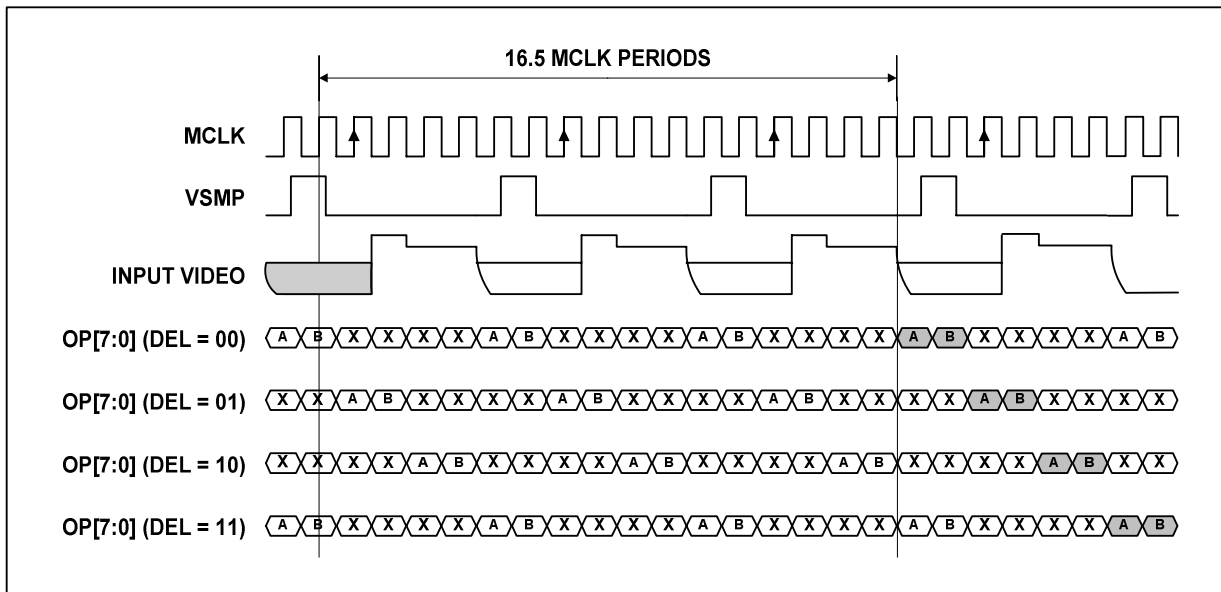 16.5 MCLK PERIODS
MCLK
VSMP
INPUT VIDEO
OP[7:0] (DEL = 00) A B X X X X A B X X X X A B X X X X A B X X X X A B
OP[7:0] (DEL = 01) X X A B X X X X A B X X X X A B X X X X A B X X X X
OP[7:0] (DEL = 10) X X X X A B X X X X A B X X X X A B X X X X A B X X
OP[7:0] (DEL = 11) A B X X X X A B X X X X A B X X X X A B X X X X A B